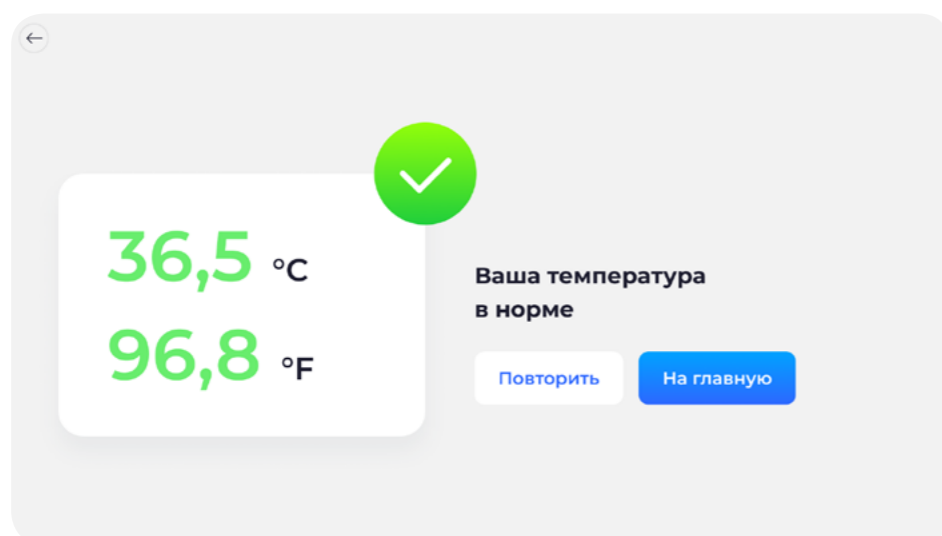 36,5 °C
96,8 °F
Ваша температура
в норме
Повторить
На главную